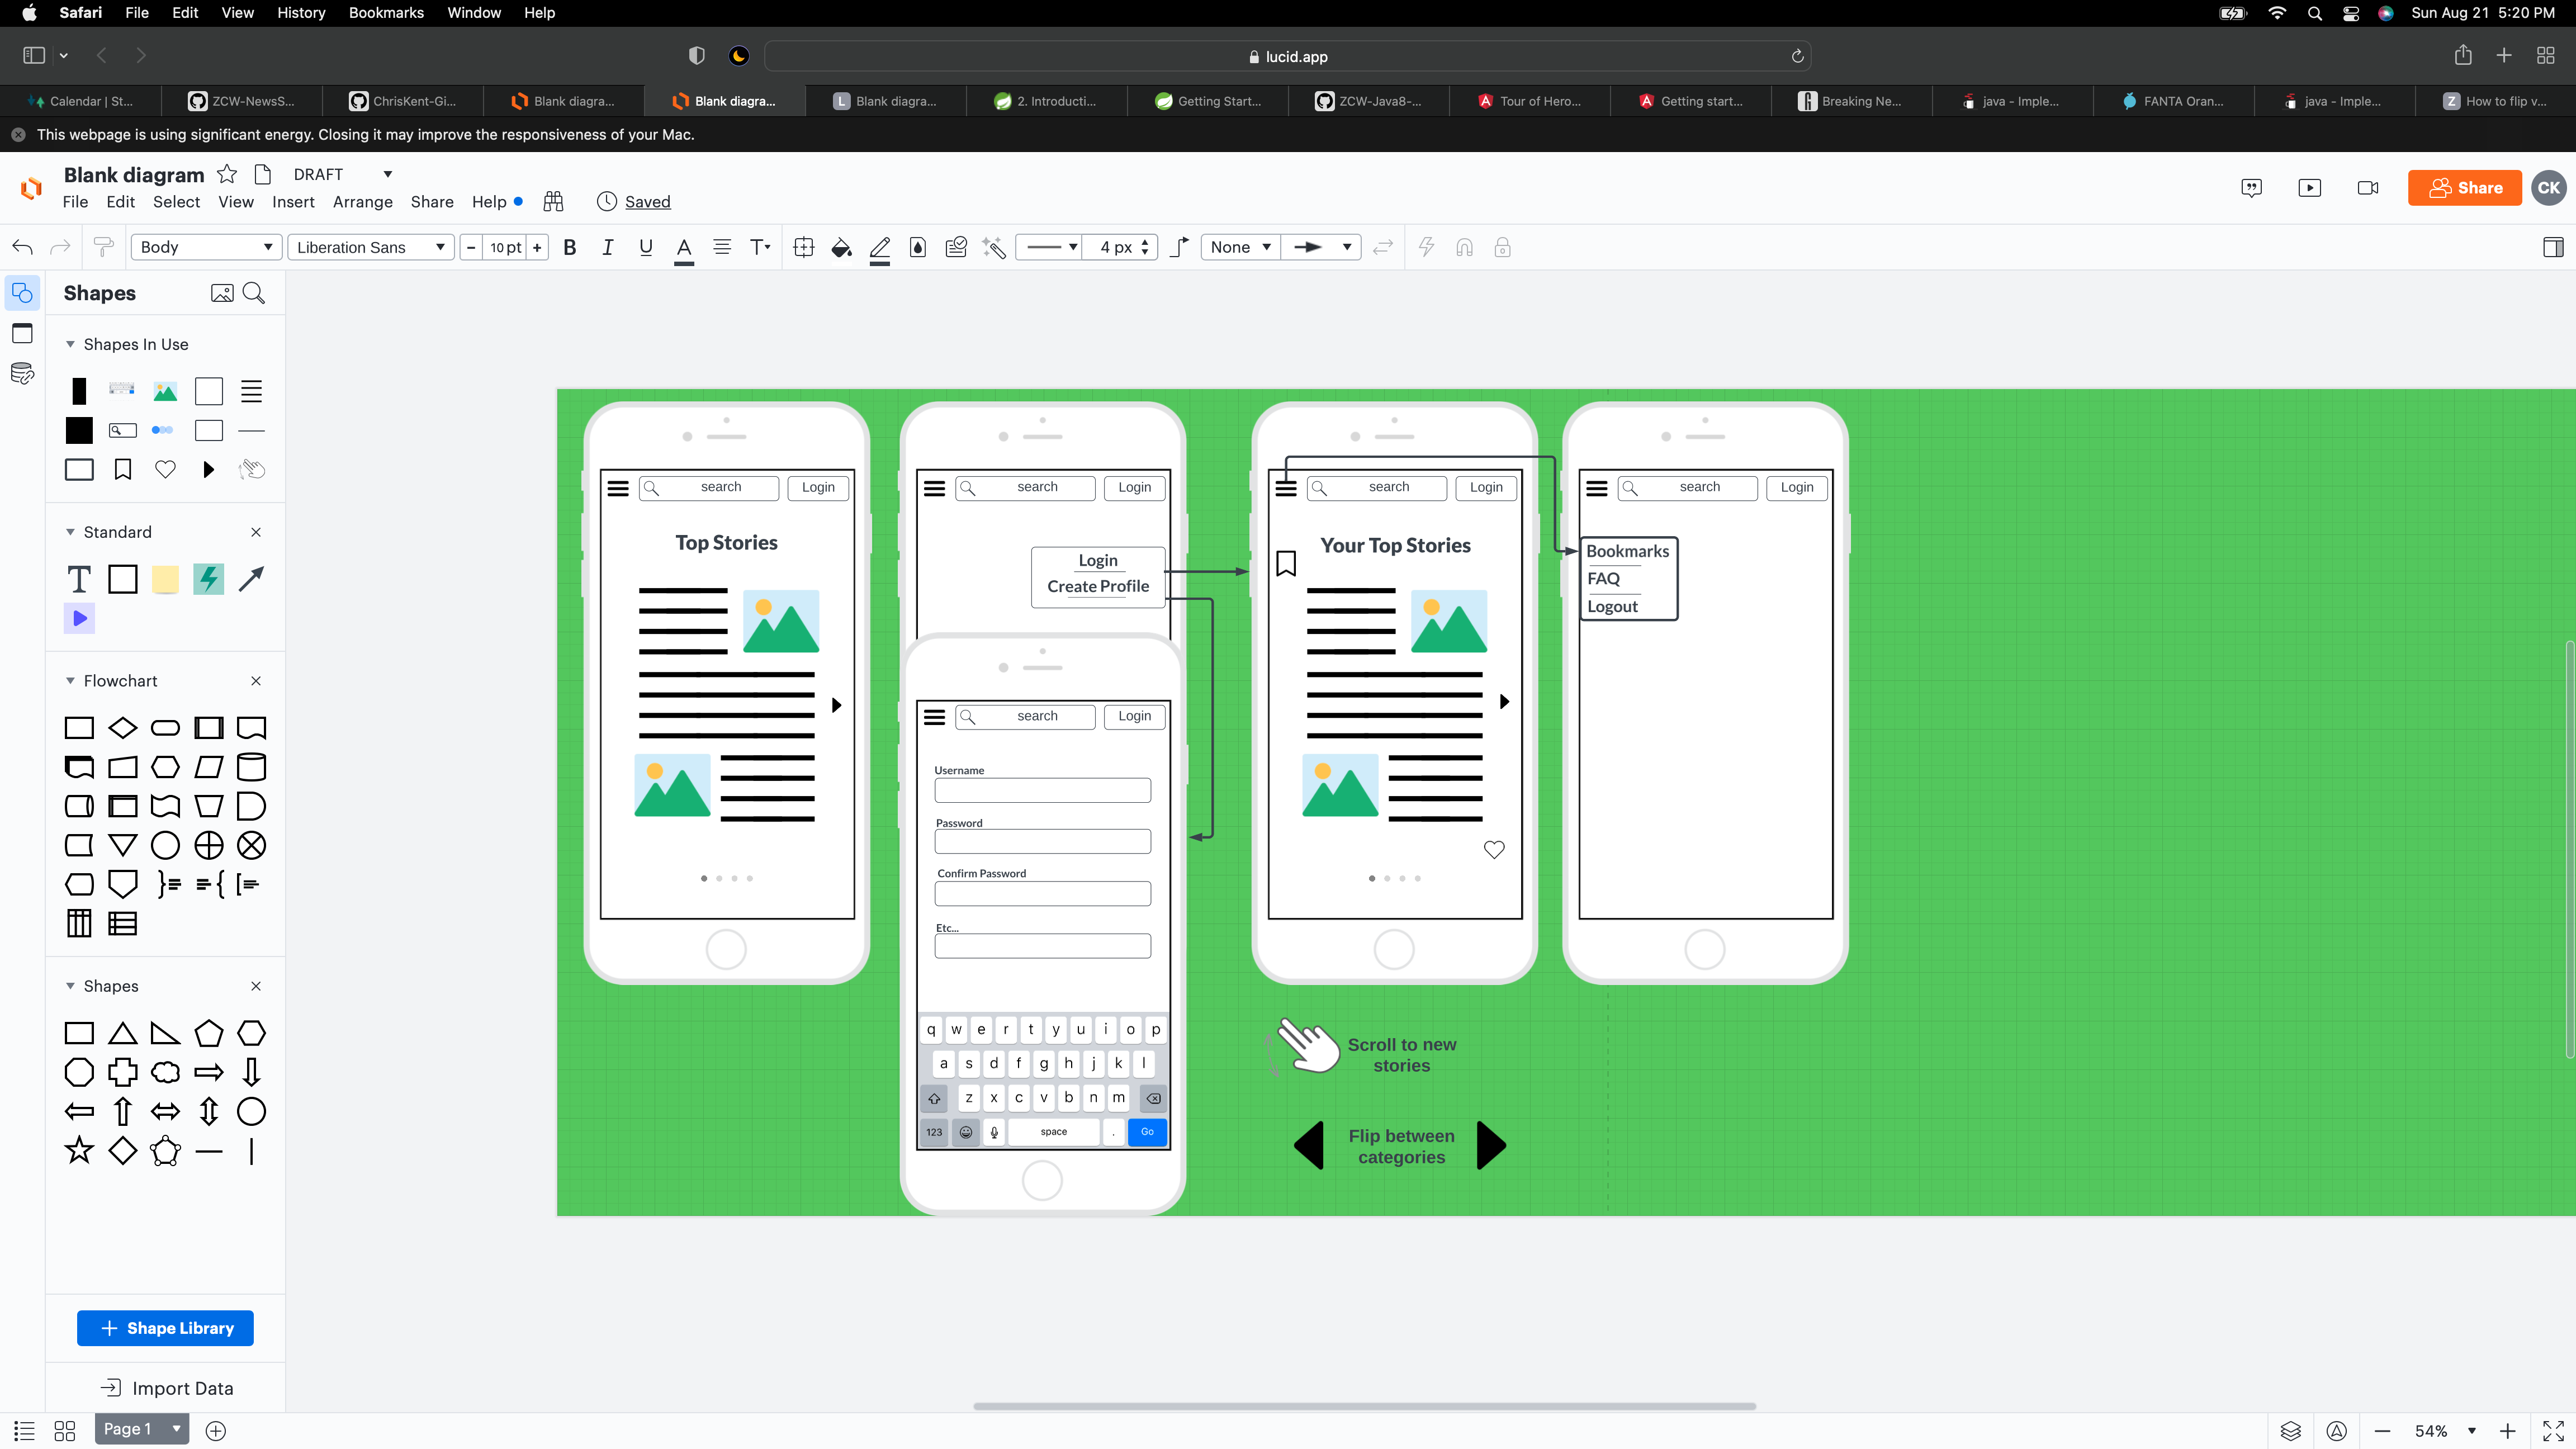 Safari File Edit View History Bookmarks Window Help Sun Aug 21 5:20 PM
lucid.app
Calendar | St... ZCW-NewsS... ChrisKent-Gi... Blank diagra... Blank diagra... L Blank diagra... 2. Introducti... Getting Start... ZCW-Java8-... Tour of Hero... Getting start... Breaking Ne... java - Imple... FANTA Oran... java - Imple... Z How to flip v...
This webpage is using significant energy. Closing it may improve the responsiveness of your Mac.
Blank diagram DRAFT
File Edit Select View Insert Arrange Share Help Saved
Share CK
Body Liberation Sans - 10 pt + B I U A T 4 px None
Shapes
Shapes In Use
Standard
T
Flowchart
Shapes
Shape Library
Import Data
Page 1
54%
search Login
Top Stories
search Login
Login
Create Profile
search Login
Username
Password
Confirm Password
Etc...
q w e r t y u i o p
a s d f g h j k l
z x c v b n m
123 space . Go
search Login
Your Top Stories
search Login
Bookmarks
FAQ
Logout
Scroll to new
stories
Flip between
categories